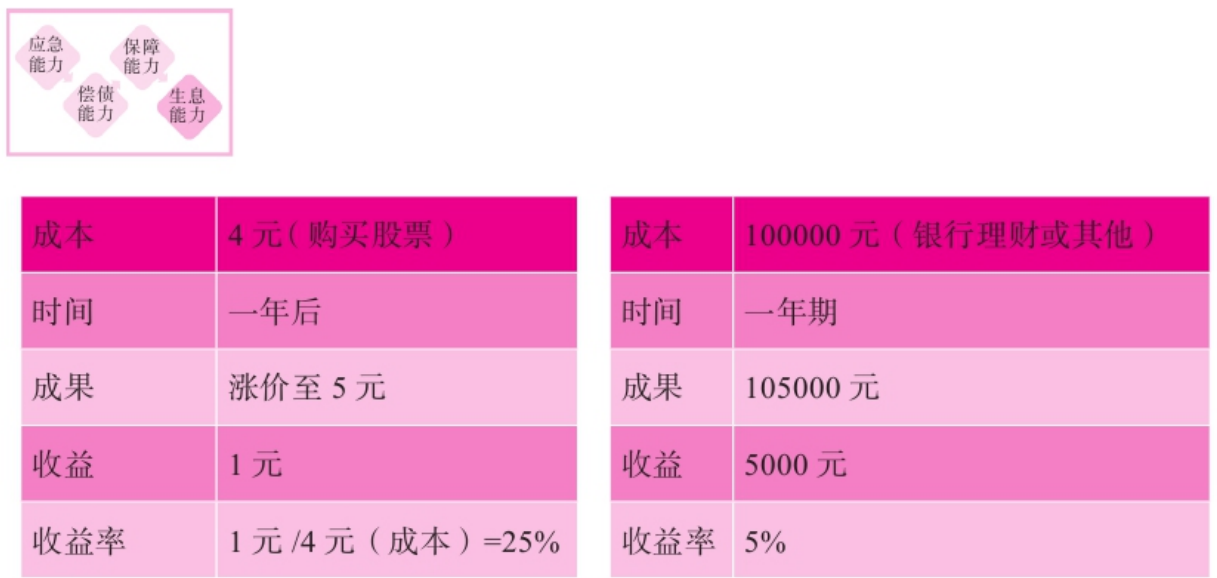 应急
能力
保障
能力
偿债
能力
生息
能力
成本 4元（购买股票）
时间 一年后
成果 涨价至 5 元
收益 1 元
收益率 1 元 /4 元（成本）=25%
成本 100000 元（银行理财或其他）
时间 一年期
成果 105000 元
收益 5000 元
收益率 5%